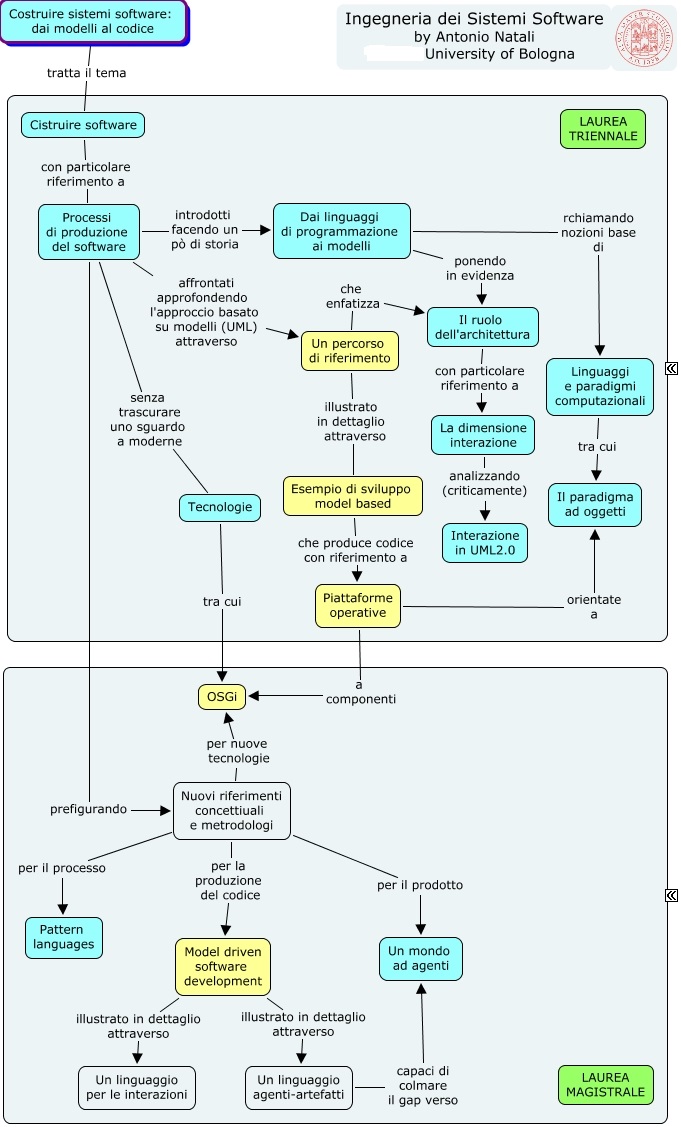 Costruire sistemi software:
dai modelli al codice
Ingegneria dei Sistemi Software
by Antonio Natali
University of Bologna
tratta il tema
Cistruire software
LAUREA
TRIENNALE
con particolare
riferimento a
Processi
di produzione
del software
introdotti
facendo un
pò di storia
Dai linguaggi
di programmazione
ai modelli
rchiamando
nozioni base
di
ponendo
in evidenza
affrontati
approfondendo
l'approccio basato
su modelli (UML)
attraverso
che
enfatizza
Il ruolo
dell'architettura
Un percorso
di riferimento
Linguaggi
e paradigmi
computazionali
con particolare
riferimento a
senza
trascurare
uno sguardo
a moderne
illustrato
in dettaglio
attraverso
La dimensione
interazione
tra cui
analizzando
(criticamente)
Esempio di sviluppo
model based
Il paradigma
ad oggetti
Tecnologie
Interazione
in UML2.0
che produce codice
con riferimento a
Piattaforme
operative
orientate
a
tra cui
a
componenti
OSGi
per nuove
tecnologie
Nuovi riferimenti
concettiuali
e metrodologi
prefigurando
per il processo
per la
produzione
del codice
per il prodotto
Pattern
languages
Model driven
software
development
Un mondo
ad agenti
illustrato in dettaglio
attraverso
illustrato in dettaglio
attraverso
Un linguaggio
per le interazioni
Un linguaggio
agenti-artefatti
capaci di
colmare
il gap verso
LAUREA
MAGISTRALE